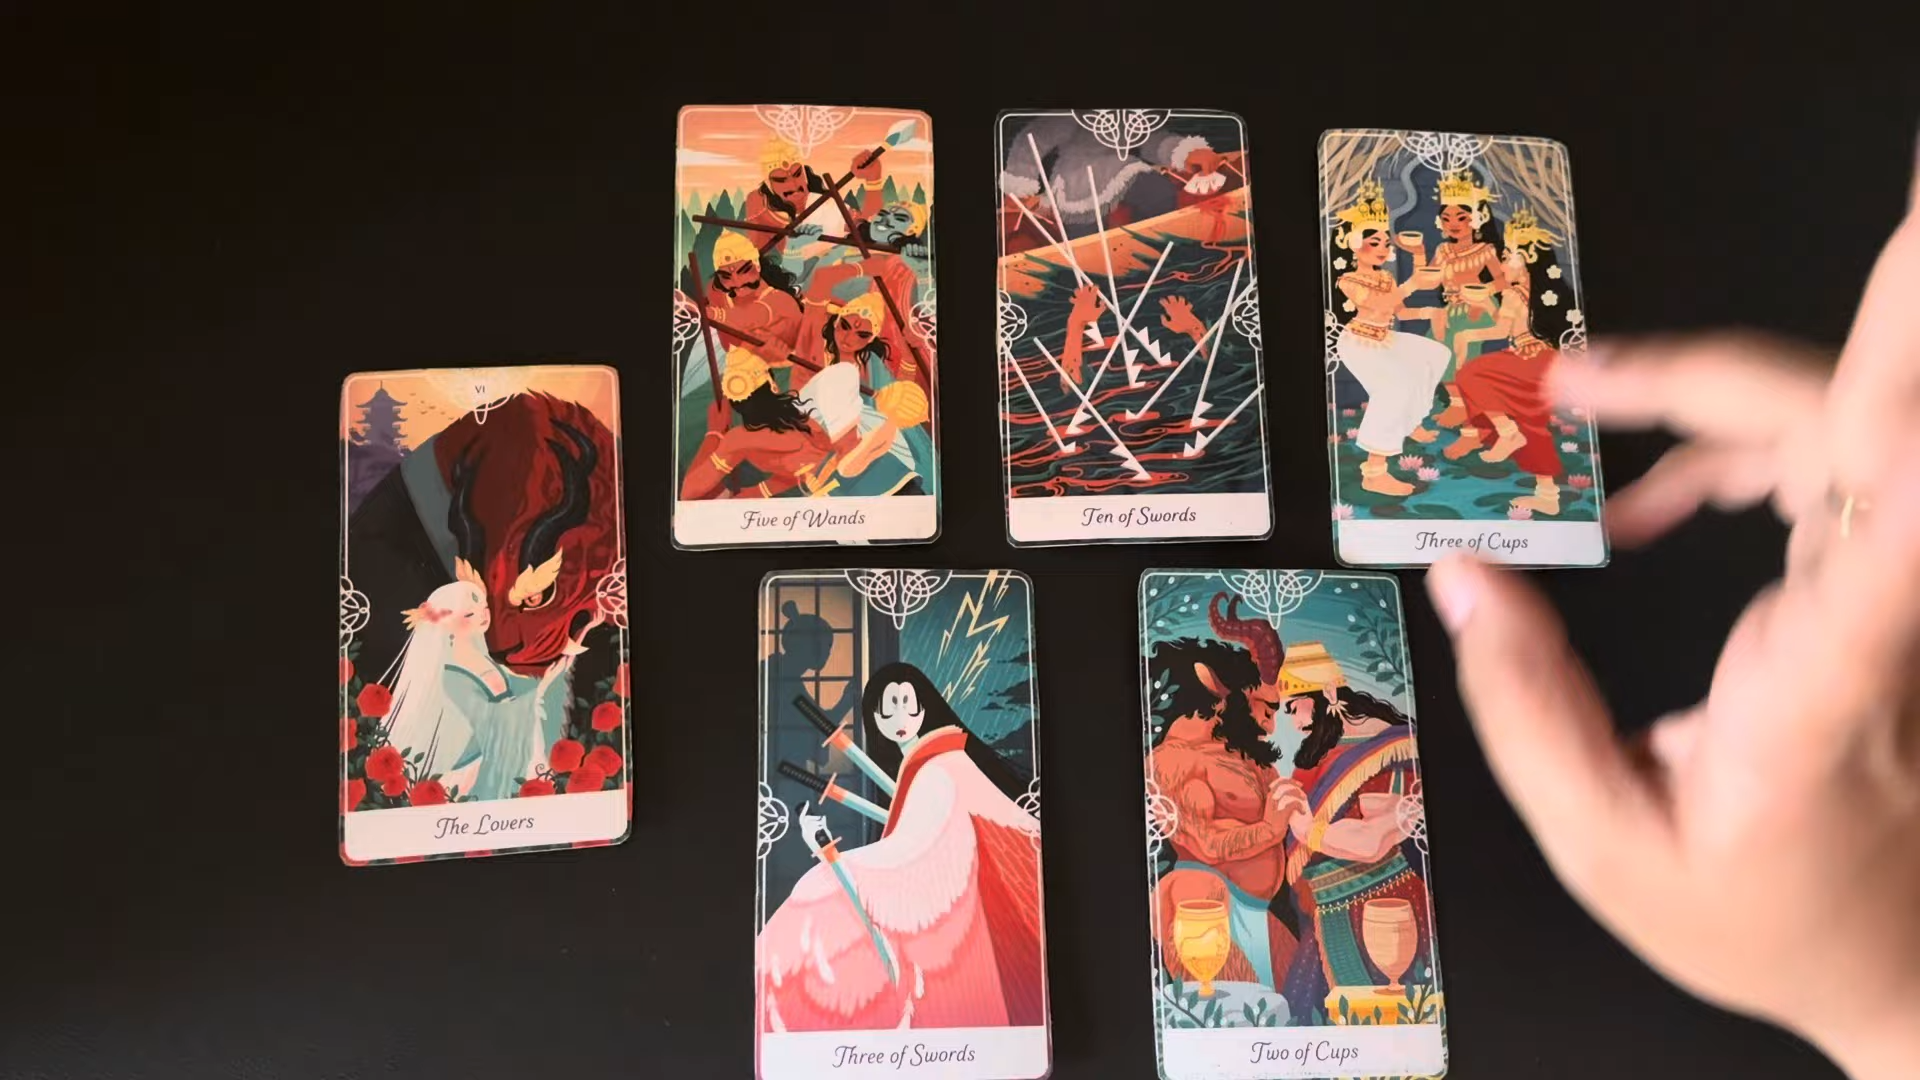 VI
The Lovers
Five of Wands
Ten of Swords
Three of Cups
Three of Swords
Two of Cups